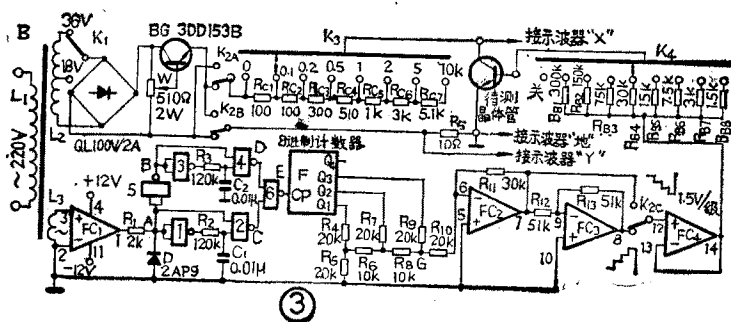 B
36V
K₁
18V
L₁
L₂
~220V
QL100V/2A
BG 3DD153B
W
510Ω
2W
K₂A
K₂B
K₃
接示波器"X"
0
0.1
0.2
0.5
1
2
5
10k
RC1
RC2
RC3
RC4
RC5
RC6
RC7
100
100
300
510
1k
3k
5.1k
待测
晶体管
K₄
关
300k
150k
75k
30k
15k
7.5k
3k
1.5k
RB1
RB2
RB3
RB4
RB5
RB6
RB7
RB8
10Ω
接示波器"地"
接示波器"Y"
8进制计数器
L₃
+12V
-12V
3
2
4
11
1
FC₁
R₁
2k
A
D
2AP9
B
5
3
R₃
120k
C₂
0.01μ
4
D
1
R₂
120k
C₁
0.01μ
2
C
6
E
F
CP
Q₃
Q₂
Q₁
R₄
20k
R₅
20k
R₆
10k
R₇
20k
R₈
10k
R₉
20k
G
R₁₀
20k
R₁₁
30k
6
5
FC₂
7
R₁₂
51k
R₁₃
51k
9
10
FC₃
8
K₂C
1.5V/级
12
13
FC₄
14
③